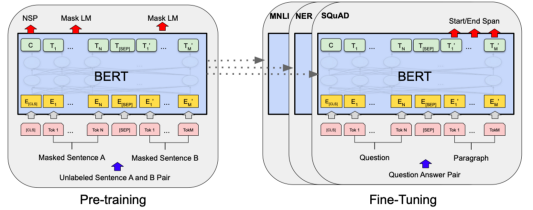 NSP Mask LM Mask LM
C T1 ... TN T[SEP] T1' ... TM'
BERT
E[CLS] E1 ... EN E[SEP] E1' ... EM'
[CLS] Tok 1 ... Tok N [SEP] Tok 1 ... TokM
Masked Sentence A Masked Sentence B
Unlabeled Sentence A and B Pair
Pre-training
MNLI NER SQuAD
Start/End Span
C T1 ... TN T[SEP] T1' ... TM'
BERT
E[CLS] E1 ... EN E[SEP] E1' ... EM'
[CLS] Tok 1 ... Tok N [SEP] Tok 1 ... TokM
Question Paragraph
Question Answer Pair
Fine-Tuning